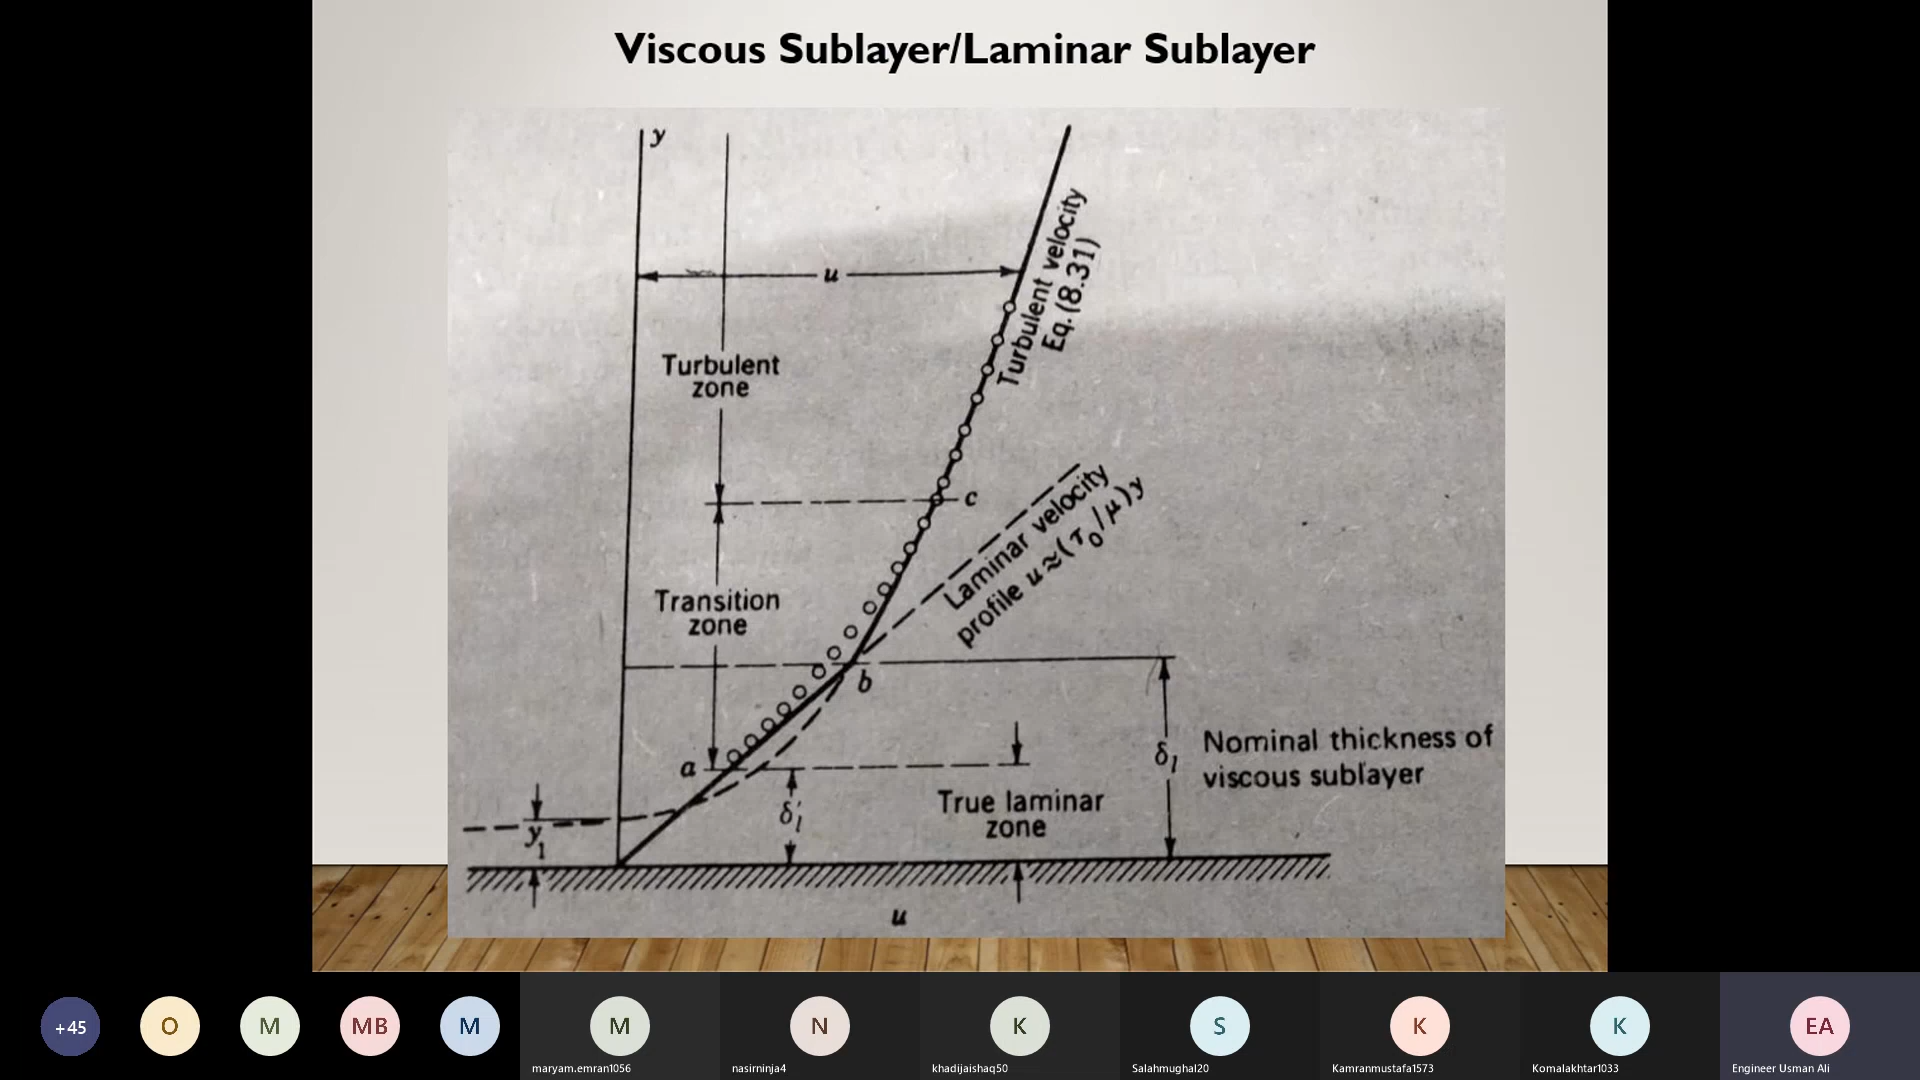 Viscous Sublayer/Laminar Sublayer
y
u
Turbulent velocity
Eq. (8.31)
Turbulent
zone
c
Laminar velocity
profile u ≈ (τ₀/μ)y
Transition
zone
b
a
δ₁
Nominal thickness of
viscous sublayer
δ₁′
True laminar
zone
y₁
u
+45
O
M
MB
M
M
maryam.emran1056
N
nasirninja4
K
khadijaishaq50
S
Salahmughal20
K
Kamranmustafa1573
K
Komalakhtar1033
EA
Engineer Usman Ali